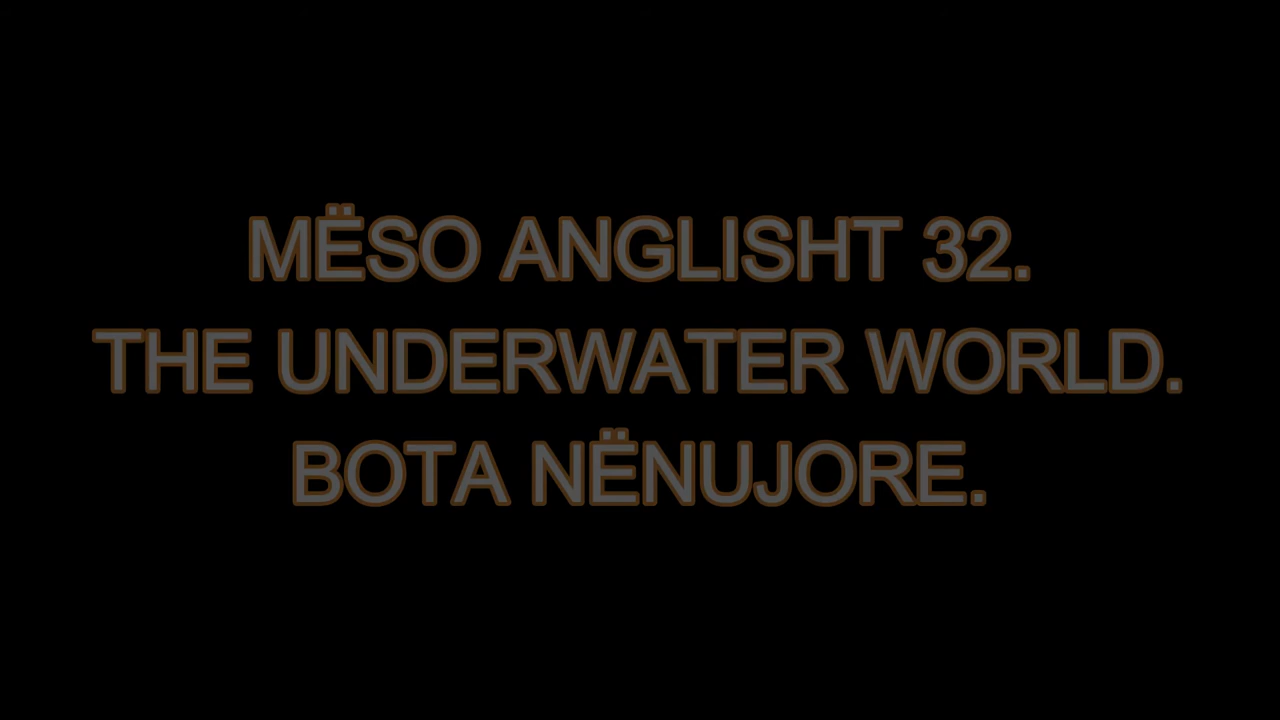 MËSO ANGLISHT 32.
THE UNDERWATER WORLD.
BOTA NËNUJORE.